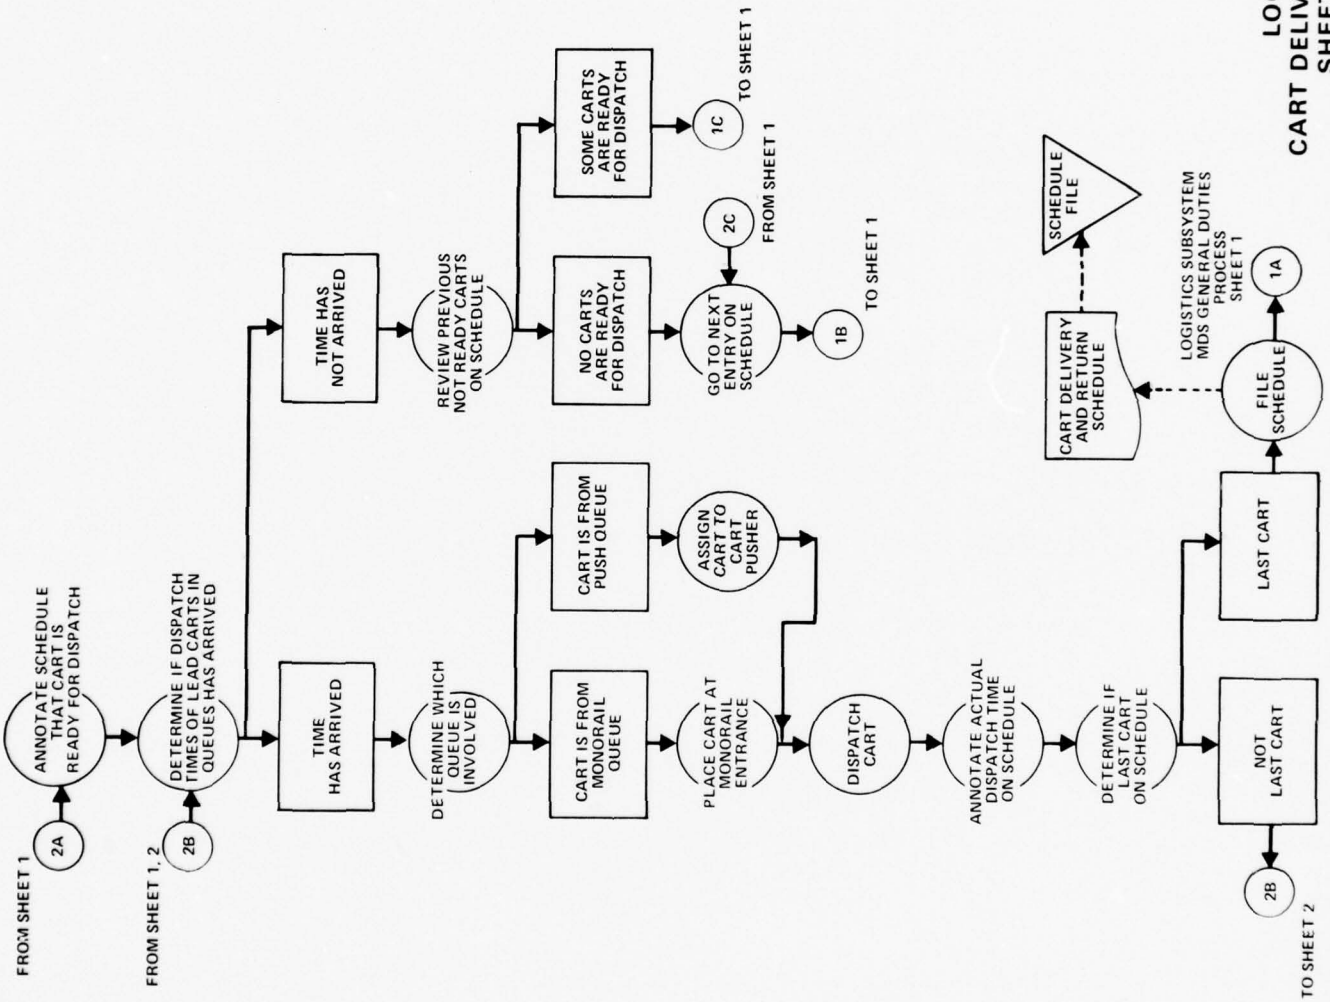 FROM SHEET 1
2A
ANNOTATE SCHEDULE
THAT CART IS
READY FOR DISPATCH
FROM SHEET 1, 2
2B
DETERMINE IF DISPATCH
TIMES OF LEAD CARTS IN
QUEUES HAS ARRIVED
TIME
HAS ARRIVED
TIME HAS
NOT ARRIVED
DETERMINE WHICH
QUEUE IS
INVOLVED
REVIEW PREVIOUS
NOT READY CARTS
ON SCHEDULE
CART IS FROM
MONORAIL
QUEUE
CART IS FROM
PUSH QUEUE
NO CARTS
ARE READY
FOR DISPATCH
SOME CARTS
ARE READY
FOR DISPATCH
PLACE CART AT
MONORAIL
ENTRANCE
ASSIGN
CART TO
CART
PUSHER
GO TO NEXT
ENTRY ON
SCHEDULE
2C
FROM SHEET 1
1C
TO SHEET 1
1B
TO SHEET 1
DISPATCH
CART
ANNOTATE ACTUAL
DISPATCH TIME
ON SCHEDULE
DETERMINE IF
LAST CART
ON SCHEDULE
CART DELIVERY
AND RETURN
SCHEDULE
SCHEDULE
FILE
NOT
LAST CART
LAST CART
FILE
SCHEDULE
LOGISTICS SUBSYSTEM
MDS GENERAL DUTIES
PROCESS
SHEET 1
1A
2B
TO SHEET 2
CART DELIV